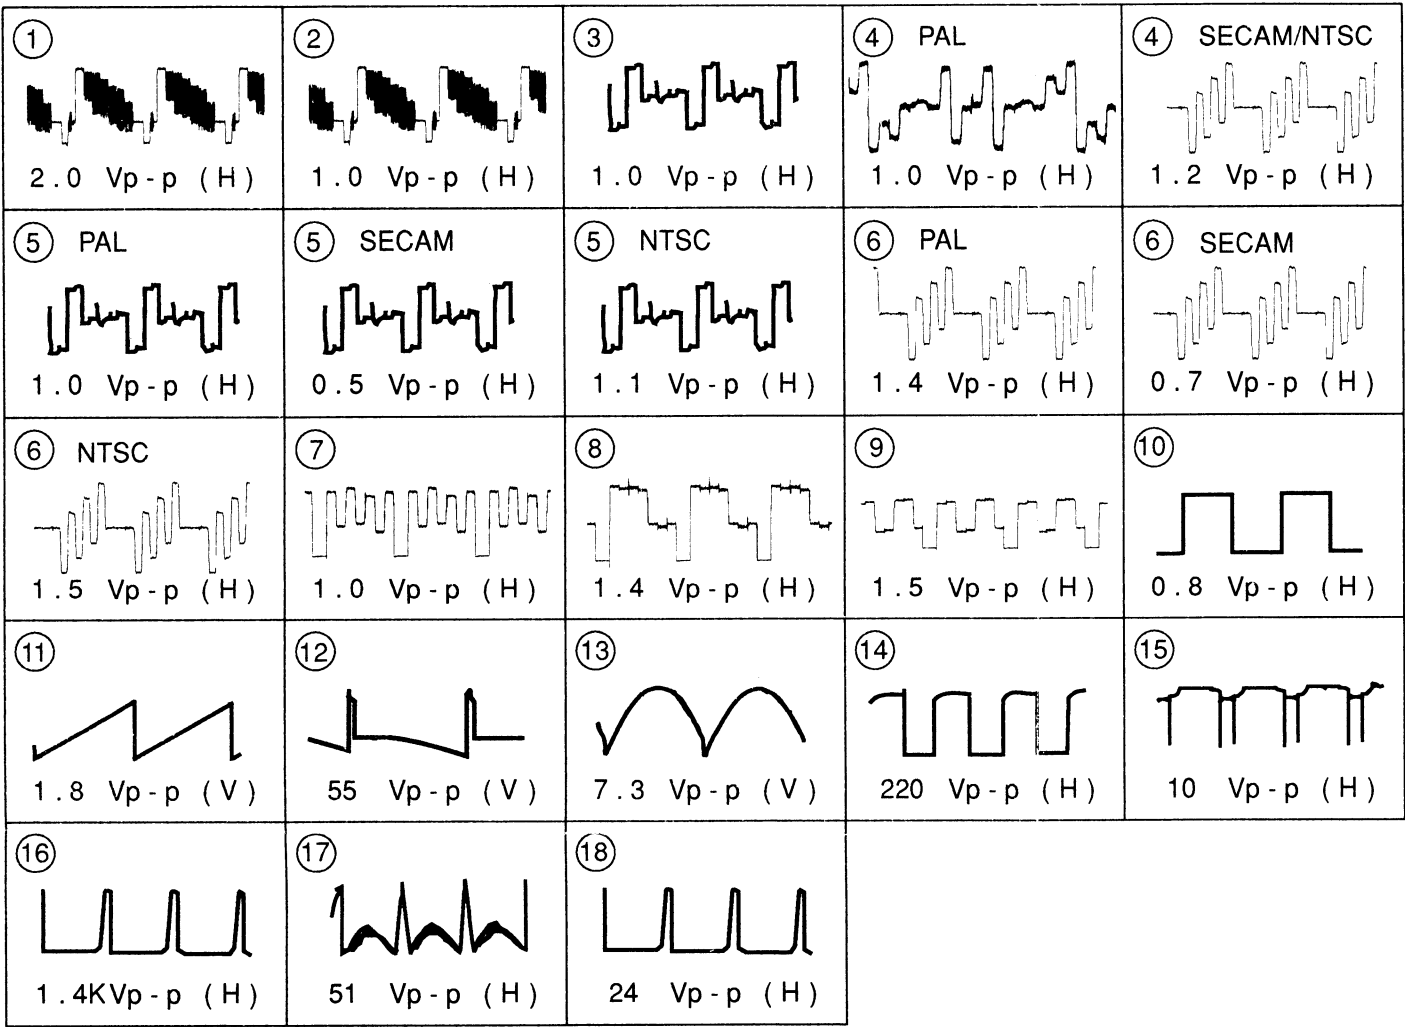 1
2.0 Vp-p (H)
2
1.0 Vp-p (H)
3
1.0 Vp-p (H)
4 PAL
1.0 Vp-p (H)
4 SECAM/NTSC
1.2 Vp-p (H)
5 PAL
1.0 Vp-p (H)
5 SECAM
0.5 Vp-p (H)
5 NTSC
1.1 Vp-p (H)
6 PAL
1.4 Vp-p (H)
6 SECAM
0.7 Vp-p (H)
6 NTSC
1.5 Vp-p (H)
7
1.0 Vp-p (H)
8
1.4 Vp-p (H)
9
1.5 Vp-p (H)
10
0.8 Vp-p (H)
11
1.8 Vp-p (V)
12
55 Vp-p (V)
13
7.3 Vp-p (V)
14
220 Vp-p (H)
15
10 Vp-p (H)
16
1.4K Vp-p (H)
17
51 Vp-p (H)
18
24 Vp-p (H)